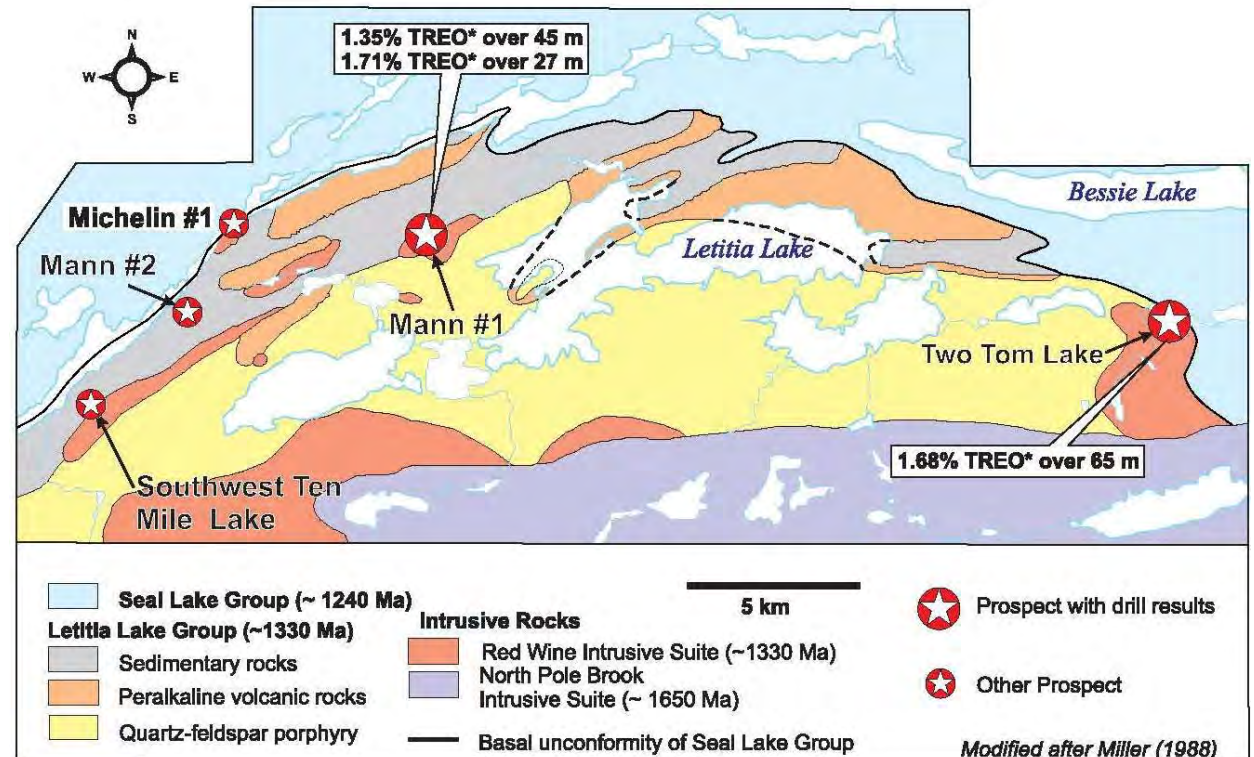 1.35% TREO* over 45 m
1.71% TREO* over 27 m
N
W
E
S
Michelin #1
Bessie Lake
Mann #2
Letitia Lake
Mann #1
Two Tom Lake
1.68% TREO* over 65 m
Southwest Ten
Mile Lake
Seal Lake Group (~ 1240 Ma)
Letitia Lake Group (~1330 Ma)
Sedimentary rocks
Peralkaline volcanic rocks
Quartz-feldspar porphyry
5 km
Intrusive Rocks
Red Wine Intrusive Suite (~1330 Ma)
North Pole Brook
Intrusive Suite (~ 1650 Ma)
Basal unconformity of Seal Lake Group
Prospect with drill results
Other Prospect
Modified after Miller (1988)